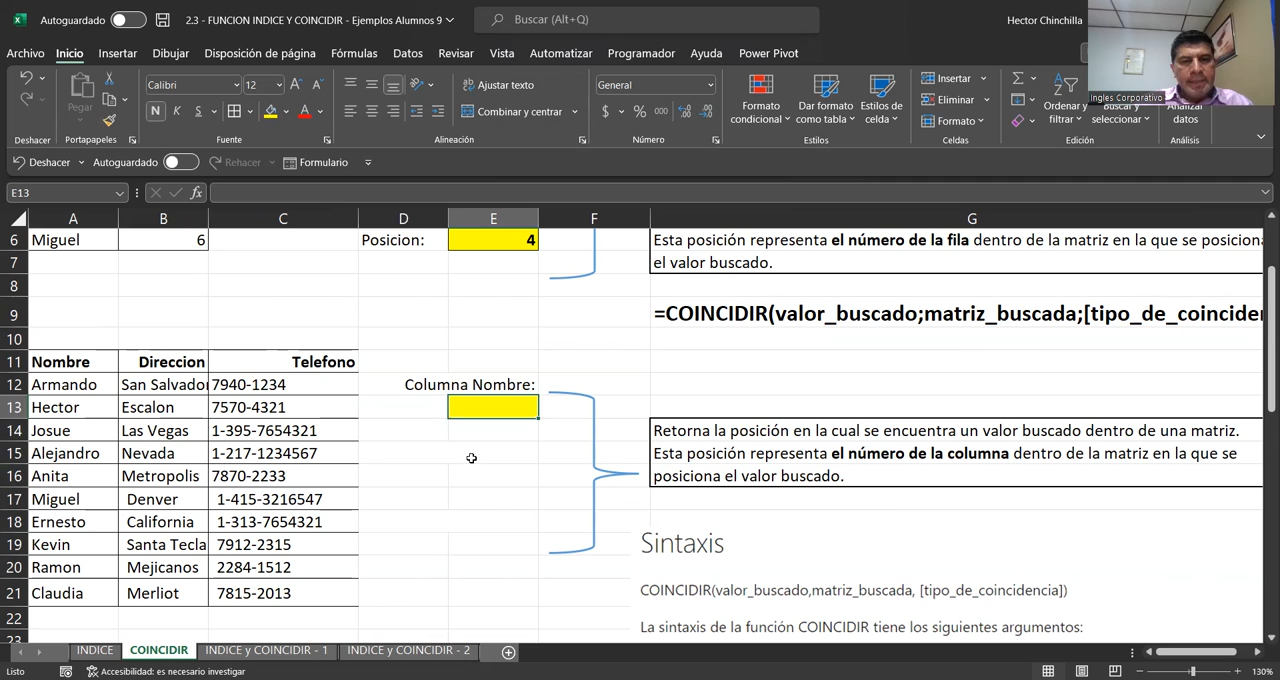 Autoguardado
2.3 - FUNCION INDICE Y COINCIDIR - Ejemplos Alumnos 9
Buscar (Alt+Q)
Hector Chinchilla
Archivo Inicio Insertar Dibujar Disposición de página Fórmulas Datos Revisar Vista Automatizar Programador Ayuda Power Pivot
Ingles Corporativo
Pegar
Calibri 12
N K S
Ajustar texto
Combinar y centrar
General
$ % 000
Formato condicional
Dar formato como tabla
Estilos de celda
Insertar
Eliminar
Formato
Ordenar y filtrar
Buscar y seleccionar
Analizar datos
Deshacer Portapapeles Fuente Alineación Número Estilos Celdas Edición Análisis
Deshacer Autoguardado Rehacer Formulario
E13 fx
A B C D E F G
6 Miguel 6 Posicion: 4 Esta posición representa el número de la fila dentro de la matriz en la que se posiciona
7 el valor buscado.
8
9 =COINCIDIR(valor_buscado;matriz_buscada;[tipo_de_coinciden
10
11 Nombre Direccion Telefono
12 Armando San Salvador 7940-1234 Columna Nombre:
13 Hector Escalon 7570-4321
14 Josue Las Vegas 1-395-7654321 Retorna la posición en la cual se encuentra un valor buscado dentro de una matriz.
15 Alejandro Nevada 1-217-1234567 Esta posición representa el número de la columna dentro de la matriz en la que se
16 Anita Metropolis 7870-2233 posiciona el valor buscado.
17 Miguel Denver 1-415-3216547
18 Ernesto California 1-313-7654321
19 Kevin Santa Tecla 7912-2315 Sintaxis
20 Ramon Mejicanos 2284-1512
21 Claudia Merliot 7815-2013 COINCIDIR(valor_buscado,matriz_buscada, [tipo_de_coincidencia])
22 La sintaxis de la función COINCIDIR tiene los siguientes argumentos:
23
INDICE COINCIDIR INDICE y COINCIDIR - 1 INDICE y COINCIDIR - 2
Listo Accesibilidad: es necesario investigar 130%